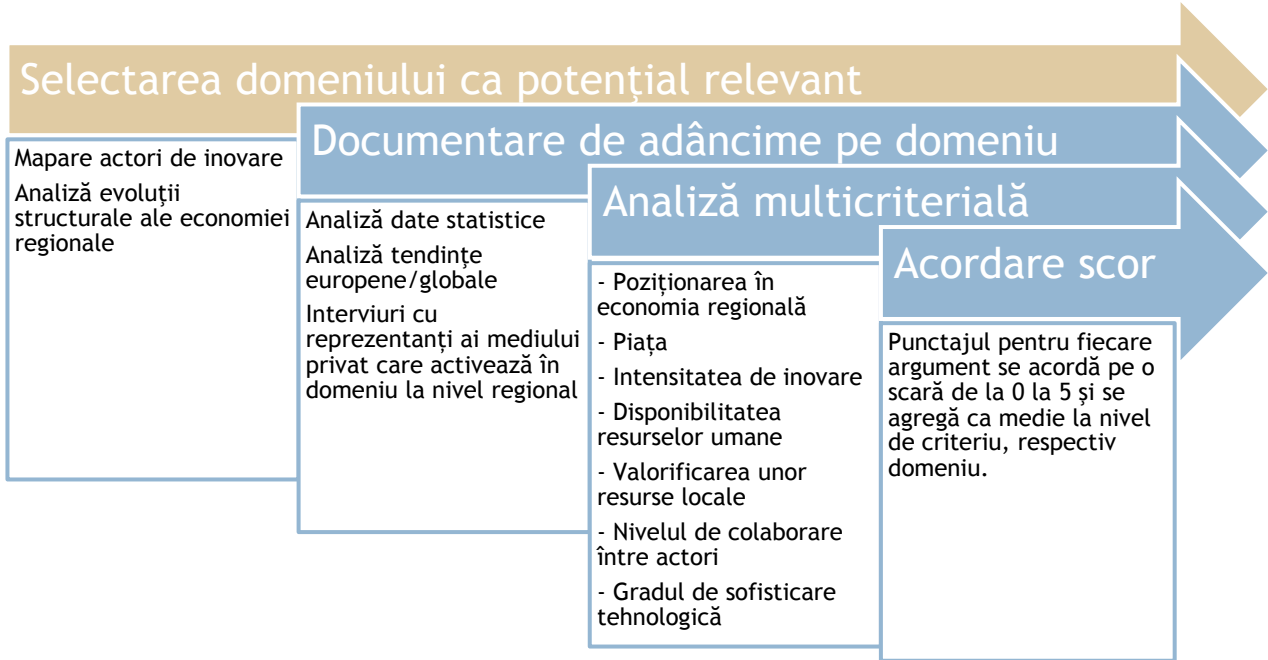 Selectarea domeniului ca potenţial relevant
Mapare actori de inovare
Analiză evoluţii
structurale ale economiei
regionale
Documentare de adâncime pe domeniu
Analiză date statistice
Analiză tendinţe
europene/globale
Interviuri cu
reprezentanți ai mediului
privat care activează în
domeniu la nivel regional
Analiză multicriterială
- Poziționarea în
economia regională
- Piața
- Intensitatea de inovare
- Disponibilitatea
resurselor umane
- Valorificarea unor
resurse locale
- Nivelul de colaborare
între actori
- Gradul de sofisticare
tehnologică
Acordare scor
Punctajul pentru fiecare
argument se acordă pe o
scară de la 0 la 5 și se
agregă ca medie la nivel
de criteriu, respectiv
domeniu.